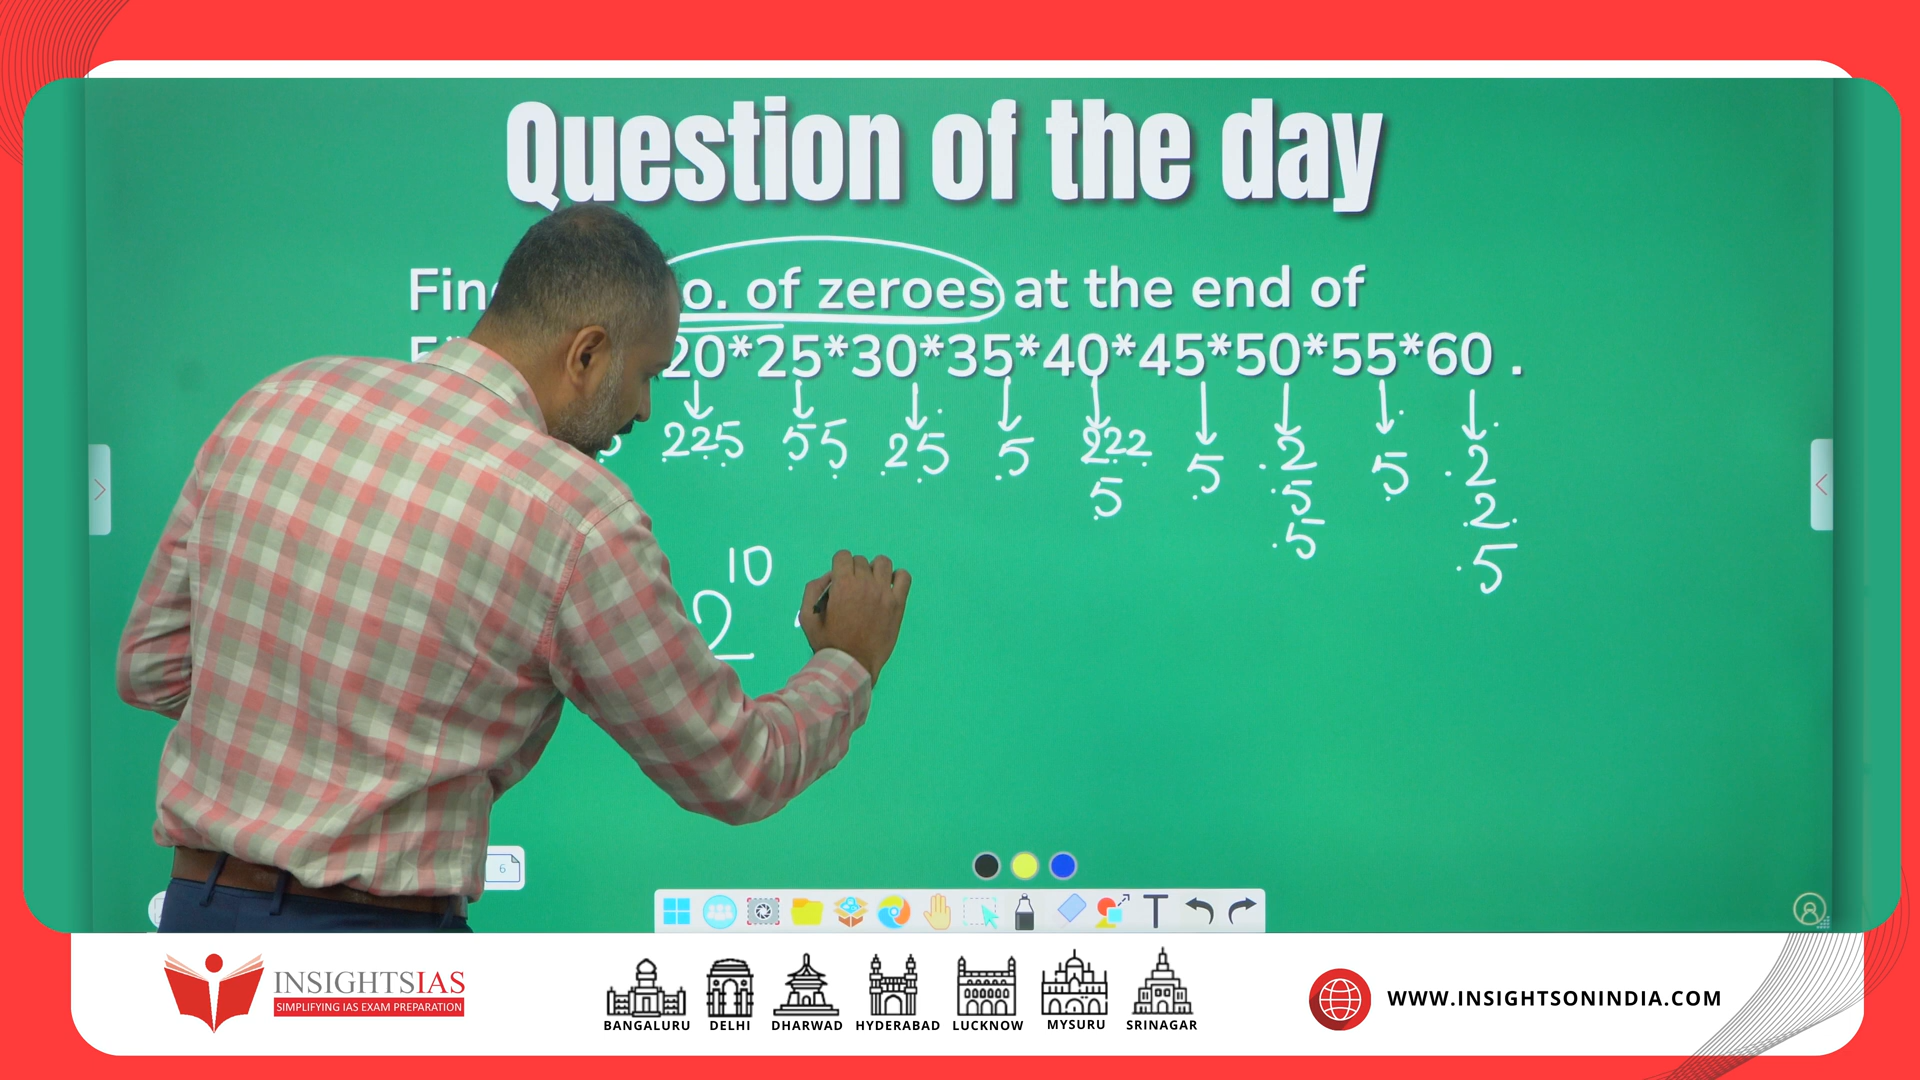 Question of the day
o. of zeroes at the end of
20*25*30*35*40*45*50*55*60 .
5 225 55 25 5 222 5 2 5 2
5 5 2
5 5
2 10
6
T
INSIGHTSIAS
SIMPLIFYING IAS EXAM PREPARATION
BANGALURU DELHI DHARWAD HYDERABAD LUCKNOW MYSURU SRINAGAR
WWW.INSIGHTSONINDIA.COM